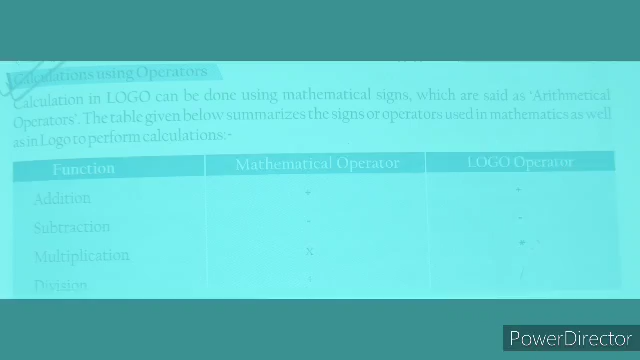 Calculations using Operators
Calculation in LOGO can be done using mathematical signs, which are said as 'Arithmetical
Operators'. The table given below summarizes the signs or operators used in mathematics as well
as in Logo to perform calculations:-
Function Mathematical Operator LOGO Operator
Addition + +
Subtraction - -
Multiplication x *
Division /
PowerDirector